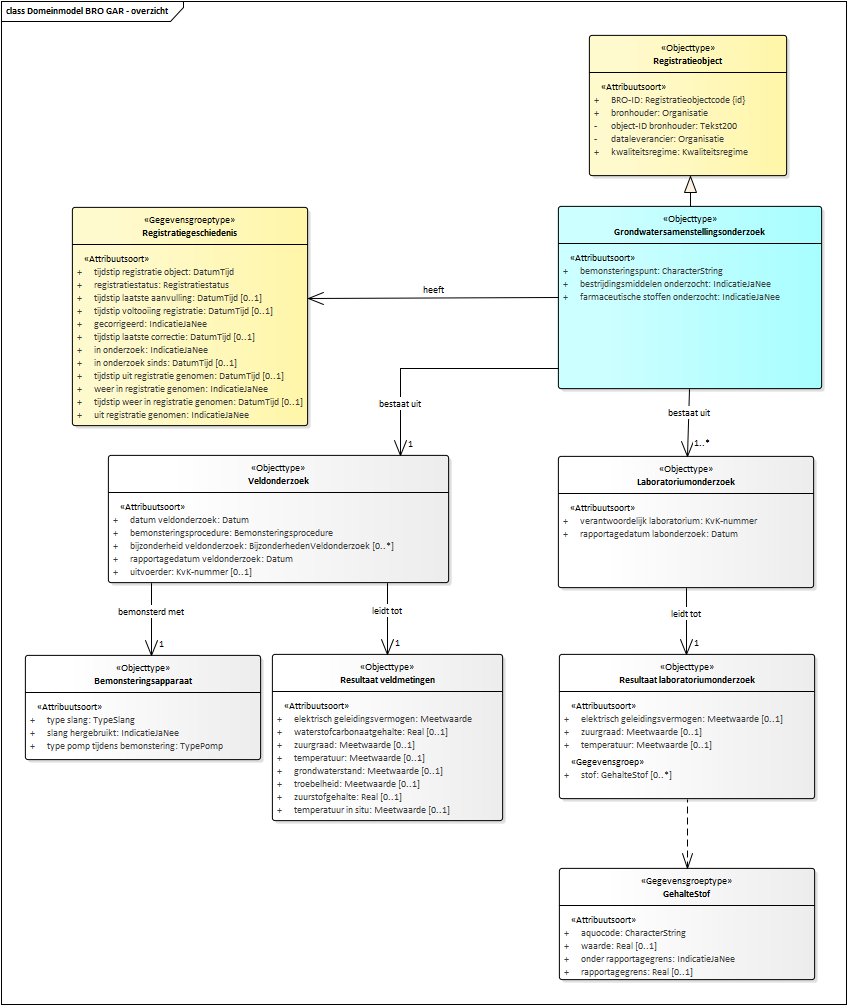 class Domeinmodel BRO GAR - overzicht
«Objecttype»
Registratieobject
«Attribuutsoort»
+ BRO-ID: Registratieobjectcode {id}
+ bronhouder: Organisatie
- object-ID bronhouder: Tekst200
- dataleverancier: Organisatie
+ kwaliteitsregime: Kwaliteitsregime
«Gegevensgroeptype»
Registratiegeschiedenis
«Attribuutsoort»
+ tijdstip registratie object: DatumTijd
+ registratiestatus: Registratiestatus
+ tijdstip laatste aanvulling: DatumTijd [0..1]
+ tijdstip voltooiing registratie: DatumTijd [0..1]
+ gecorrigeerd: IndicatieJaNee
+ tijdstip laatste correctie: DatumTijd [0..1]
+ in onderzoek: IndicatieJaNee
+ in onderzoek sinds: DatumTijd [0..1]
+ tijdstip uit registratie genomen: DatumTijd [0..1]
+ weer in registratie genomen: IndicatieJaNee
+ tijdstip weer in registratie genomen: DatumTijd [0..1]
+ uit registratie genomen: IndicatieJaNee
heeft
«Objecttype»
Grondwatersamenstellingsonderzoek
«Attribuutsoort»
+ bemonsteringspunt: CharacterString
+ bestrijdingsmiddelen onderzocht: IndicatieJaNee
+ farmaceutische stoffen onderzocht: IndicatieJaNee
bestaat uit
1
bestaat uit
1..*
«Objecttype»
Veldonderzoek
«Attribuutsoort»
+ datum veldonderzoek: Datum
+ bemonsteringsprocedure: Bemonsteringsprocedure
+ bijzonderheid veldonderzoek: BijzonderhedenVeldonderzoek [0..*]
+ rapportagedatum veldonderzoek: Datum
+ uitvoerder: KvK-nummer [0..1]
«Objecttype»
Laboratoriumonderzoek
«Attribuutsoort»
+ verantwoordelijk laboratorium: KvK-nummer
+ rapportagedatum labonderzoek: Datum
bemonsterd met
1
leidt tot
1
leidt tot
1
«Objecttype»
Bemonsteringsapparaat
«Attribuutsoort»
+ type slang: TypeSlang
+ slang hergebruikt: IndicatieJaNee
+ type pomp tijdens bemonstering: TypePomp
«Objecttype»
Resultaat veldmetingen
«Attribuutsoort»
+ elektrisch geleidingsvermogen: Meetwaarde
+ waterstofcarbonaatgehalte: Real [0..1]
+ zuurgraad: Meetwaarde [0..1]
+ temperatuur: Meetwaarde [0..1]
+ grondwaterstand: Meetwaarde [0..1]
+ troebelheid: Meetwaarde [0..1]
+ zuurstofgehalte: Real [0..1]
+ temperatuur in situ: Meetwaarde [0..1]
«Objecttype»
Resultaat laboratoriumonderzoek
«Attribuutsoort»
+ elektrisch geleidingsvermogen: Meetwaarde [0..1]
+ zuurgraad: Meetwaarde [0..1]
+ temperatuur: Meetwaarde [0..1]
«Gegevensgroep»
+ stof: GehalteStof [0..*]
«Gegevensgroeptype»
GehalteStof
«Attribuutsoort»
+ aquocode: CharacterString
+ waarde: Real [0..1]
+ onder rapportagegrens: IndicatieJaNee
+ rapportagegrens: Real [0..1]